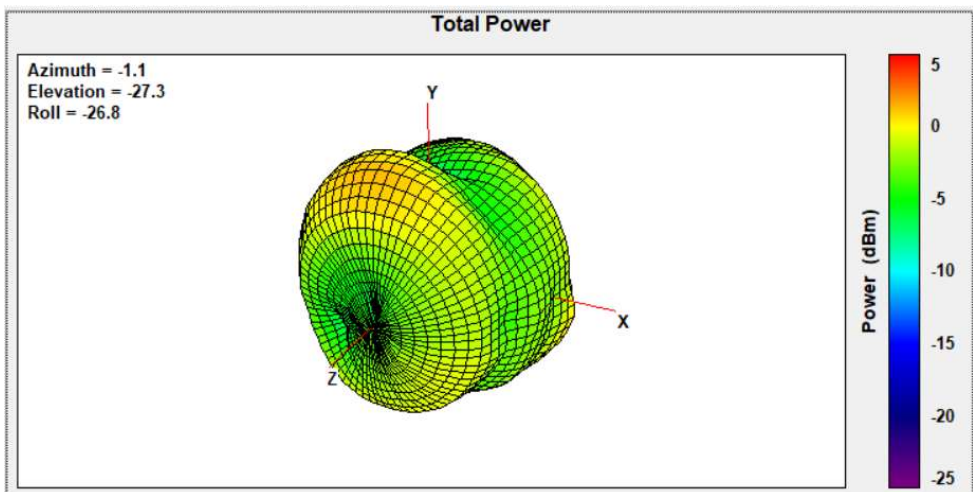 Total Power
Azimuth = -1.1
Elevation = -27.3
Roll = -26.8
Y
X
Z
5
0
-5
-10
-15
-20
-25
Power (dBm)